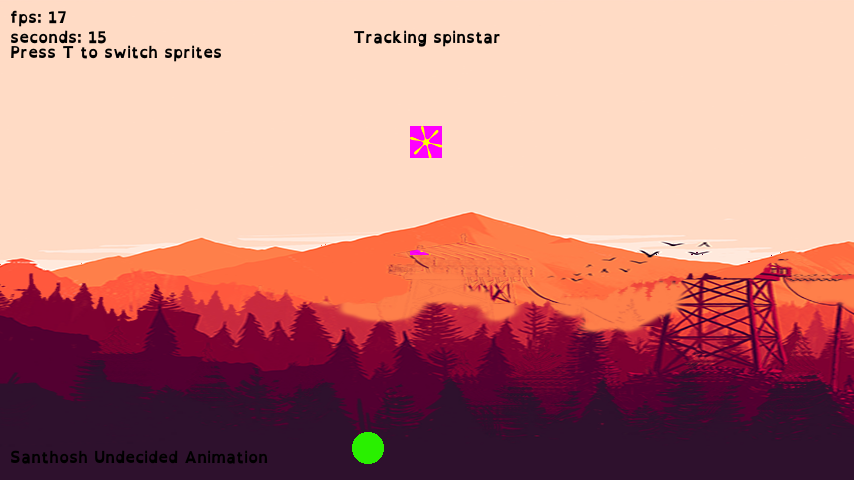 fps: 17
seconds: 15
Press T to switch sprites
Tracking spinstar
Santhosh Undecided Animation